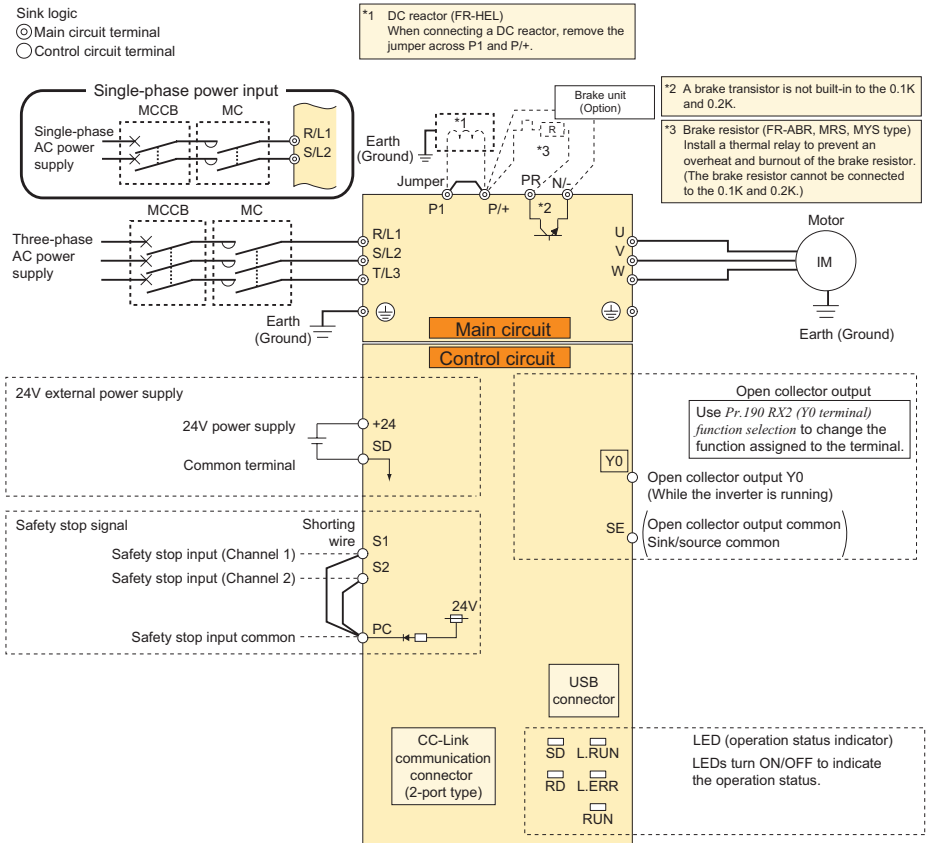 Sink logic
Main circuit terminal
Control circuit terminal
*1 DC reactor (FR-HEL)
When connecting a DC reactor, remove the
jumper across P1 and P/+.
Single-phase power input
MCCB MC
Single-phase
AC power
supply
R/L1
S/L2
Earth
(Ground)
*1
R
*3
Brake unit
(Option)
*2 A brake transistor is not built-in to the 0.1K
and 0.2K.
*3 Brake resistor (FR-ABR, MRS, MYS type)
Install a thermal relay to prevent an
overheat and burnout of the brake resistor.
(The brake resistor cannot be connected
to the 0.1K and 0.2K.)
Jumper
P1 P/+ PR N/-
*2
MCCB MC
Three-phase
AC power
supply
R/L1
S/L2
T/L3
U
V
W
Motor
IM
Earth
(Ground)
Earth (Ground)
Main circuit
Control circuit
24V external power supply
24V power supply
+24
SD
Common terminal
Open collector output
Use Pr.190 RX2 (Y0 terminal)
function selection to change the
function assigned to the terminal.
Y0
Open collector output Y0
(While the inverter is running)
SE
Open collector output common
Sink/source common
Safety stop signal
Shorting
wire
S1
Safety stop input (Channel 1)
S2
Safety stop input (Channel 2)
24V
PC
Safety stop input common
USB
connector
CC-Link
communication
connector
(2-port type)
SD L.RUN
RD L.ERR
RUN
LED (operation status indicator)
LEDs turn ON/OFF to indicate
the operation status.